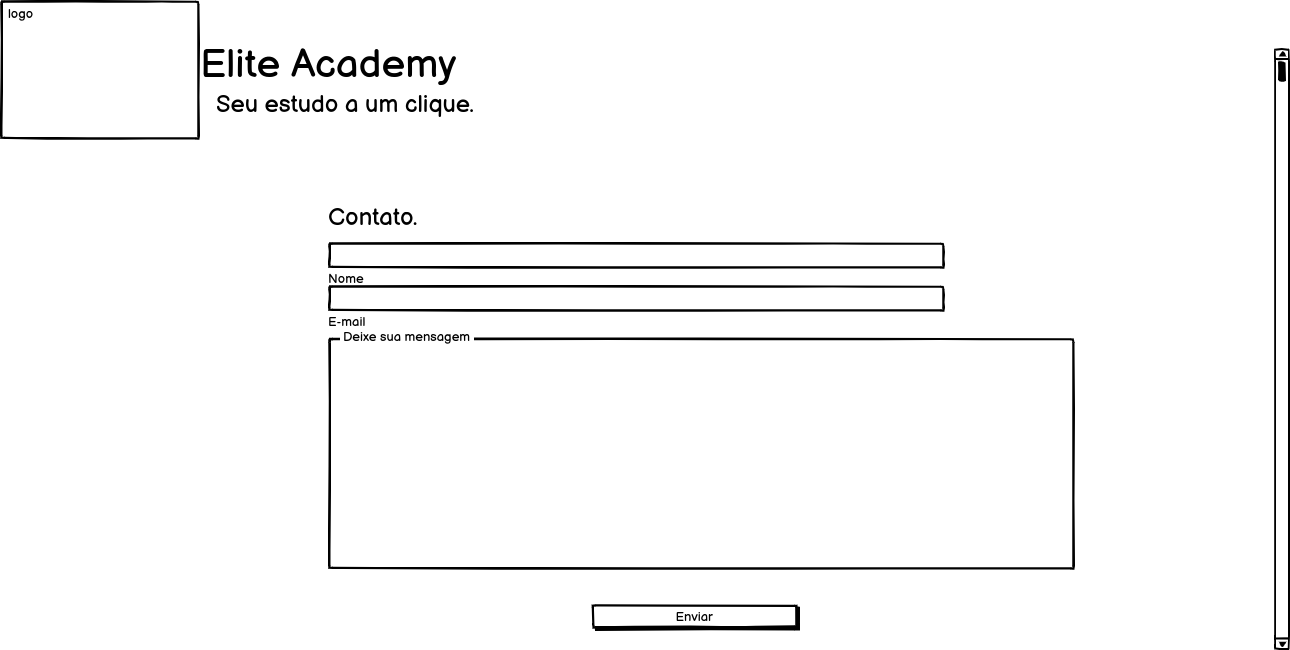 logo
Elite Academy
Seu estudo a um clique.
Contato.
Nome
E-mail
Deixe sua mensagem
Enviar